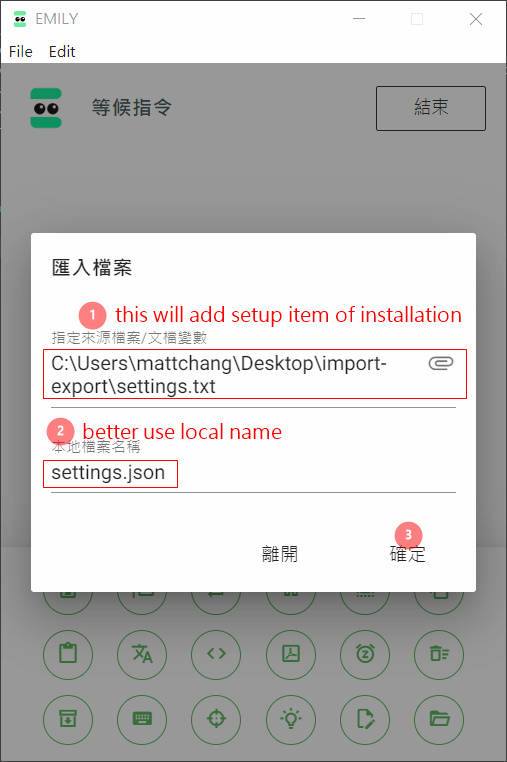 EMILY
File Edit
等候指令
結束
匯入檔案
1 this will add setup item of installation
指定來源檔案/文檔變數
C:\Users\mattchang\Desktop\import-
export\settings.txt
2 better use local name
本地檔案名稱
settings.json
3
離開 確定